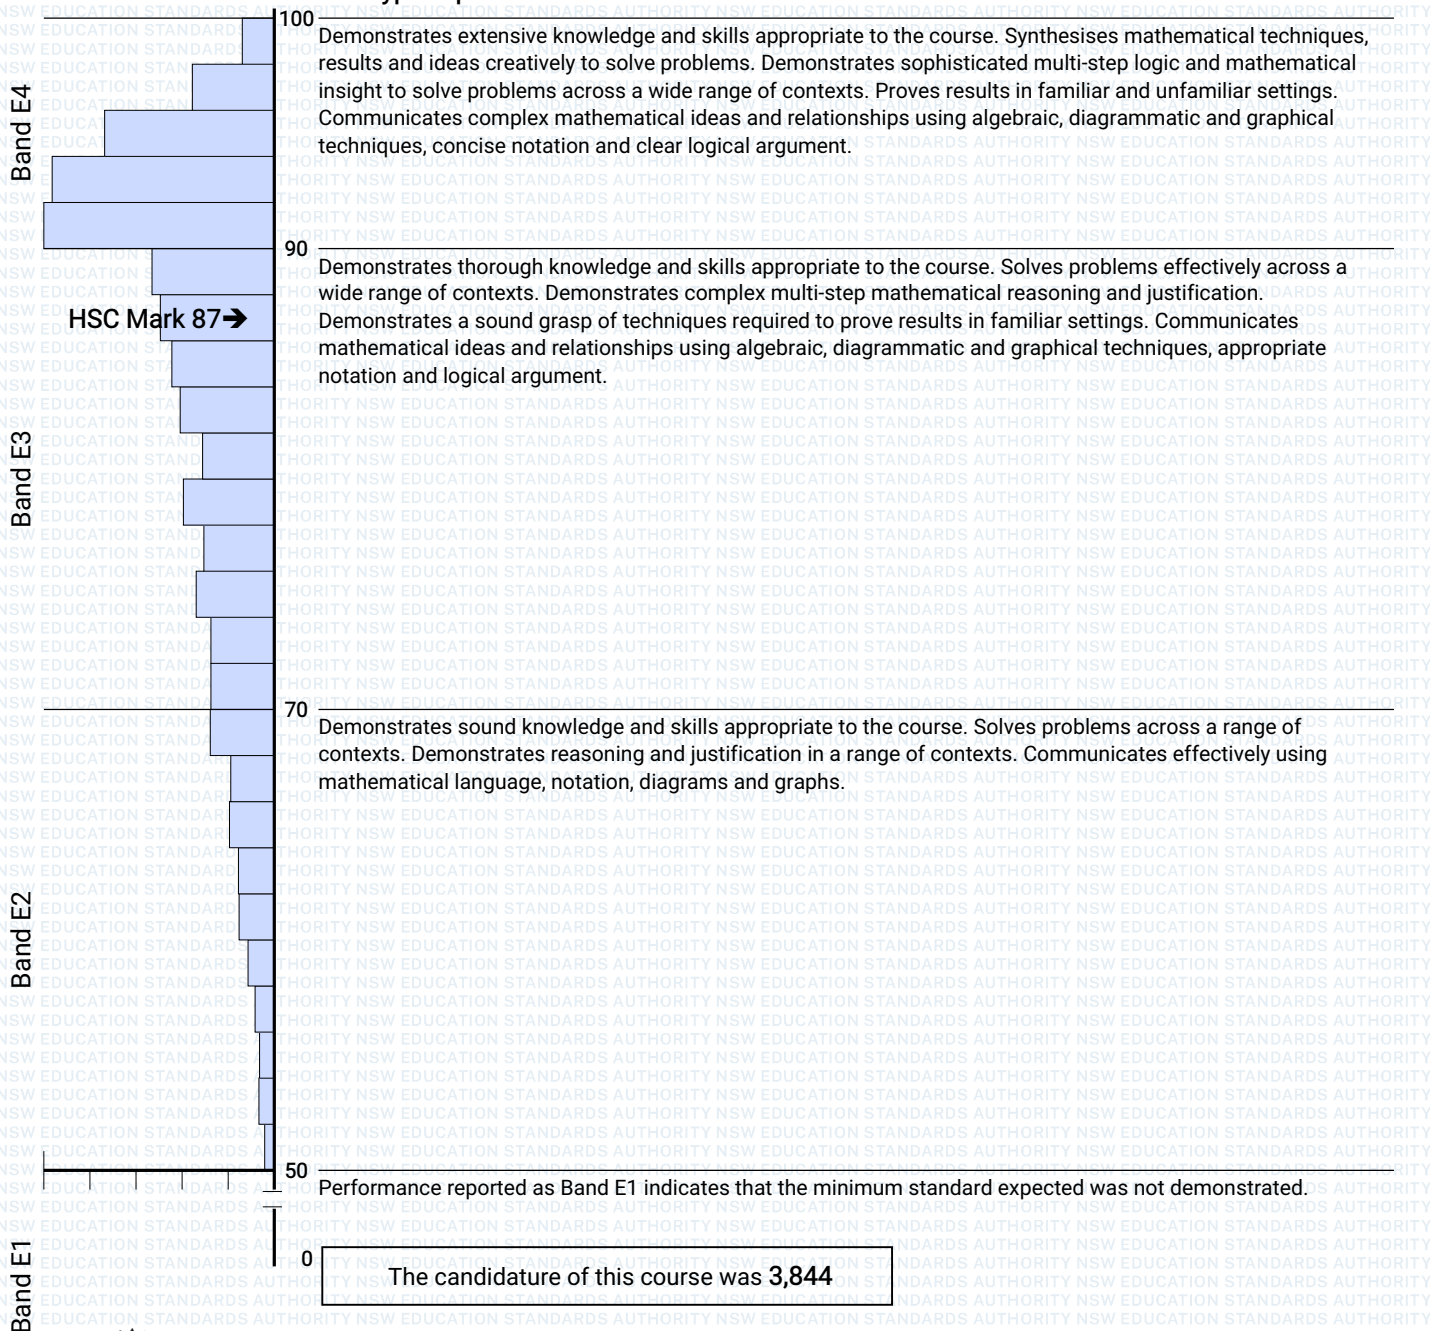 100
Demonstrates extensive knowledge and skills appropriate to the course. Synthesises mathematical techniques,
results and ideas creatively to solve problems. Demonstrates sophisticated multi-step logic and mathematical
insight to solve problems across a wide range of contexts. Proves results in familiar and unfamiliar settings.
Communicates complex mathematical ideas and relationships using algebraic, diagrammatic and graphical
techniques, concise notation and clear logical argument.
Band E4
90
Demonstrates thorough knowledge and skills appropriate to the course. Solves problems effectively across a
wide range of contexts. Demonstrates complex multi-step mathematical reasoning and justification.
HSC Mark 87➔
Demonstrates a sound grasp of techniques required to prove results in familiar settings. Communicates
mathematical ideas and relationships using algebraic, diagrammatic and graphical techniques, appropriate
notation and logical argument.
Band E3
70
Demonstrates sound knowledge and skills appropriate to the course. Solves problems across a range of
contexts. Demonstrates reasoning and justification in a range of contexts. Communicates effectively using
mathematical language, notation, diagrams and graphs.
Band E2
50
Performance reported as Band E1 indicates that the minimum standard expected was not demonstrated.
Band E1
0
The candidature of this course was 3,844
NSW EDUCATION STANDARDS AUTHORITY